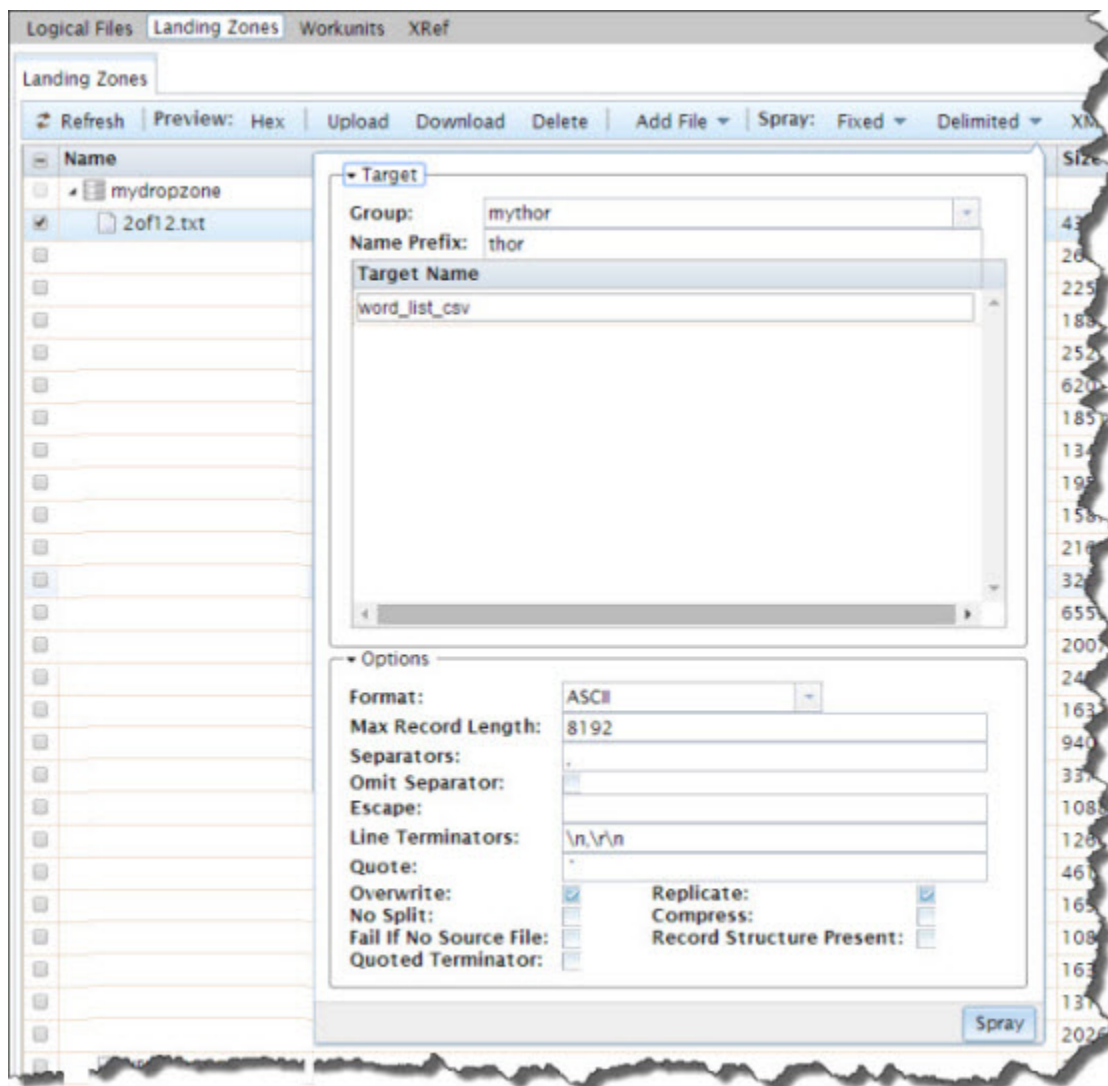 Logical Files Landing Zones Workunits XRef
Landing Zones
Refresh Preview: Hex Upload Download Delete Add File Spray: Fixed Delimited
Name
mydropzone
2of12.txt
Target
Group: mythor
Name Prefix: thor
Target Name
word_list_csv
Options
Format: ASCII
Max Record Length: 8192
Separators: ,
Omit Separator:
Escape:
Line Terminators: \n,\r\n
Quote: '
Overwrite: Replicate:
No Split: Compress:
Fail If No Source File: Record Structure Present:
Quoted Terminator:
Spray